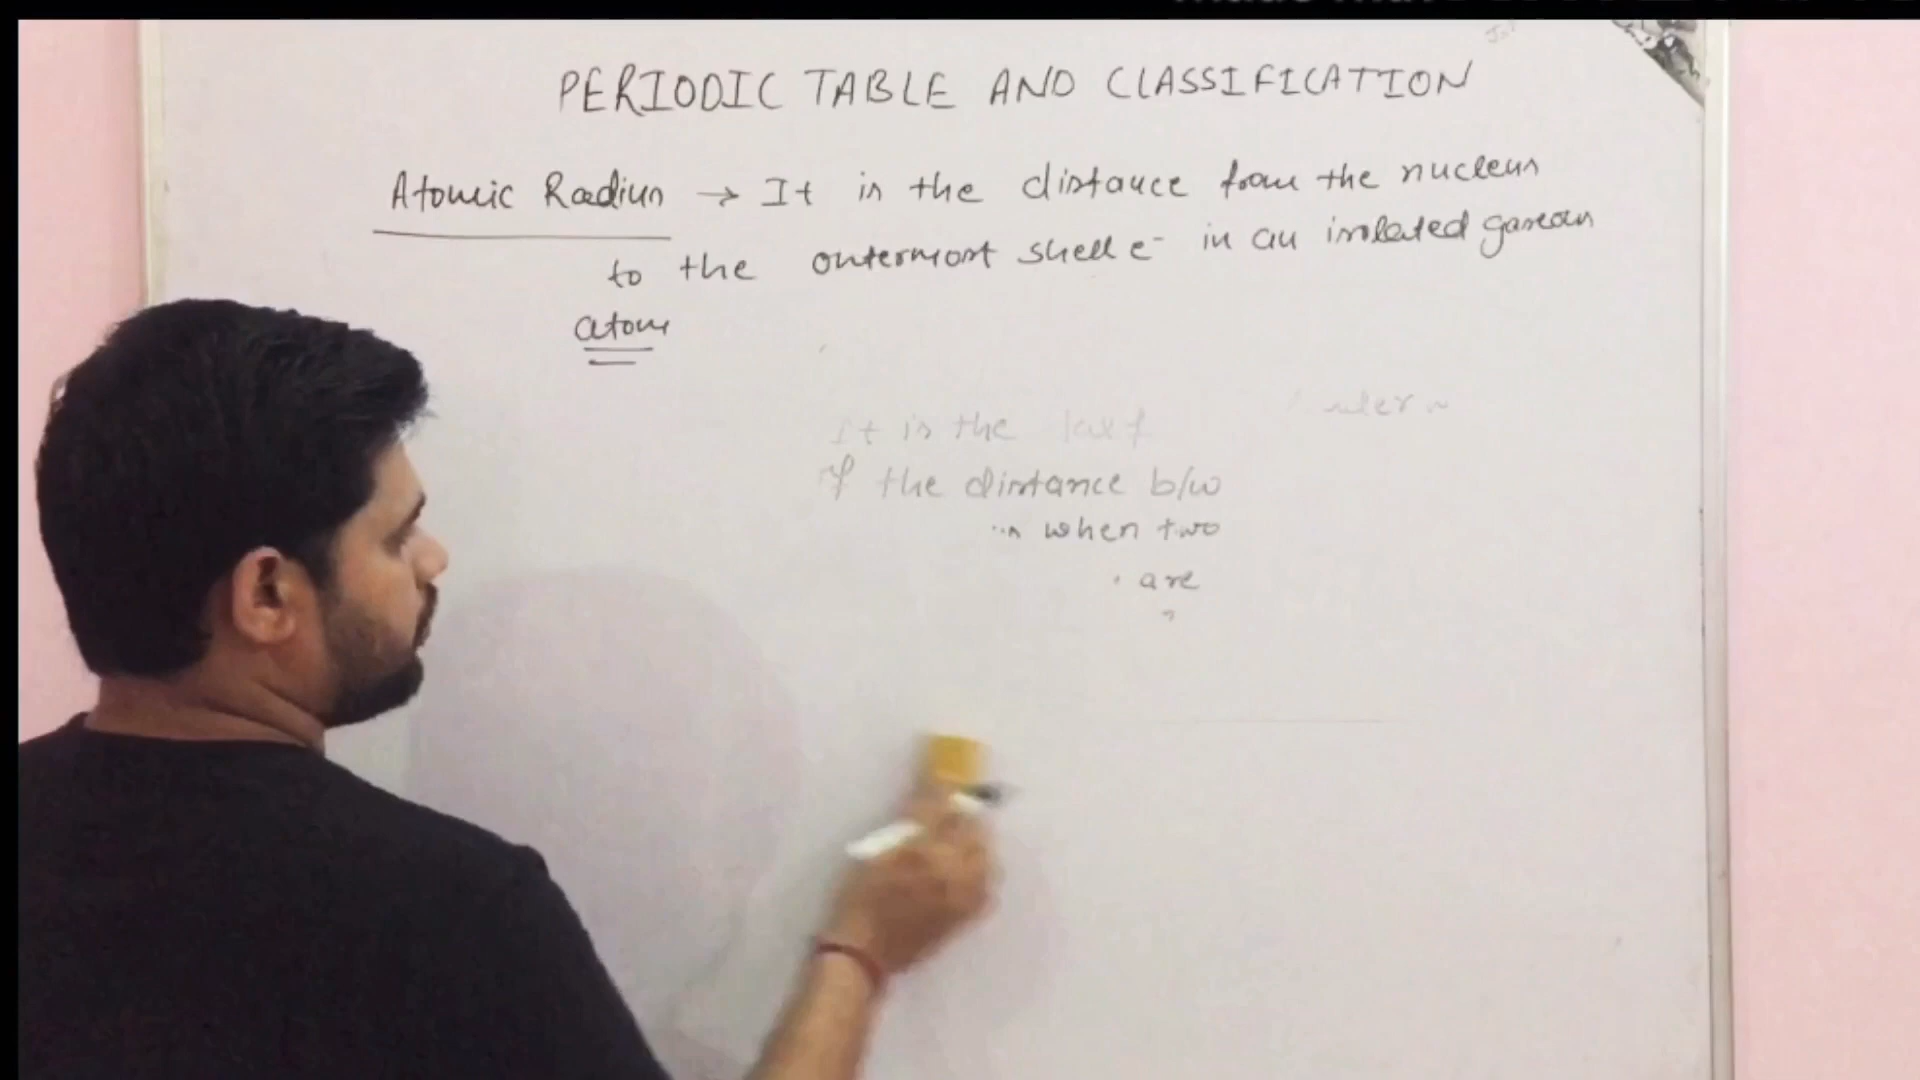 PERIODIC TABLE AND CLASSIFICATION
Atomic Radius → It is the distance from the nucleus
to the outermost shell e⁻ in an isolated gaseous
atom
It is the half
of the distance b/w
when two
are